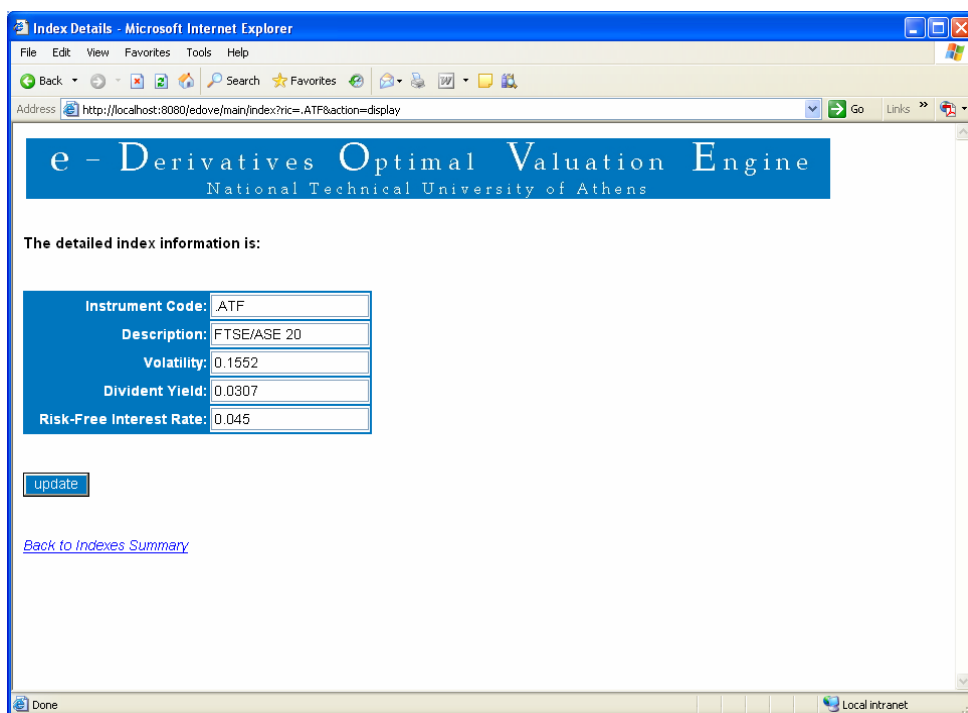 Index Details - Microsoft Internet Explorer
File Edit View Favorites Tools Help
Back Search Favorites
Address http://localhost:8080/edove/main/index?ric=.ATF&action=display Go Links »
e - Derivatives Optimal Valuation Engine
National Technical University of Athens
The detailed index information is:
Instrument Code: .ATF
Description: FTSE/ASE 20
Volatility: 0.1552
Divident Yield: 0.0307
Risk-Free Interest Rate: 0.045
update
Back to Indexes Summary
Done Local intranet